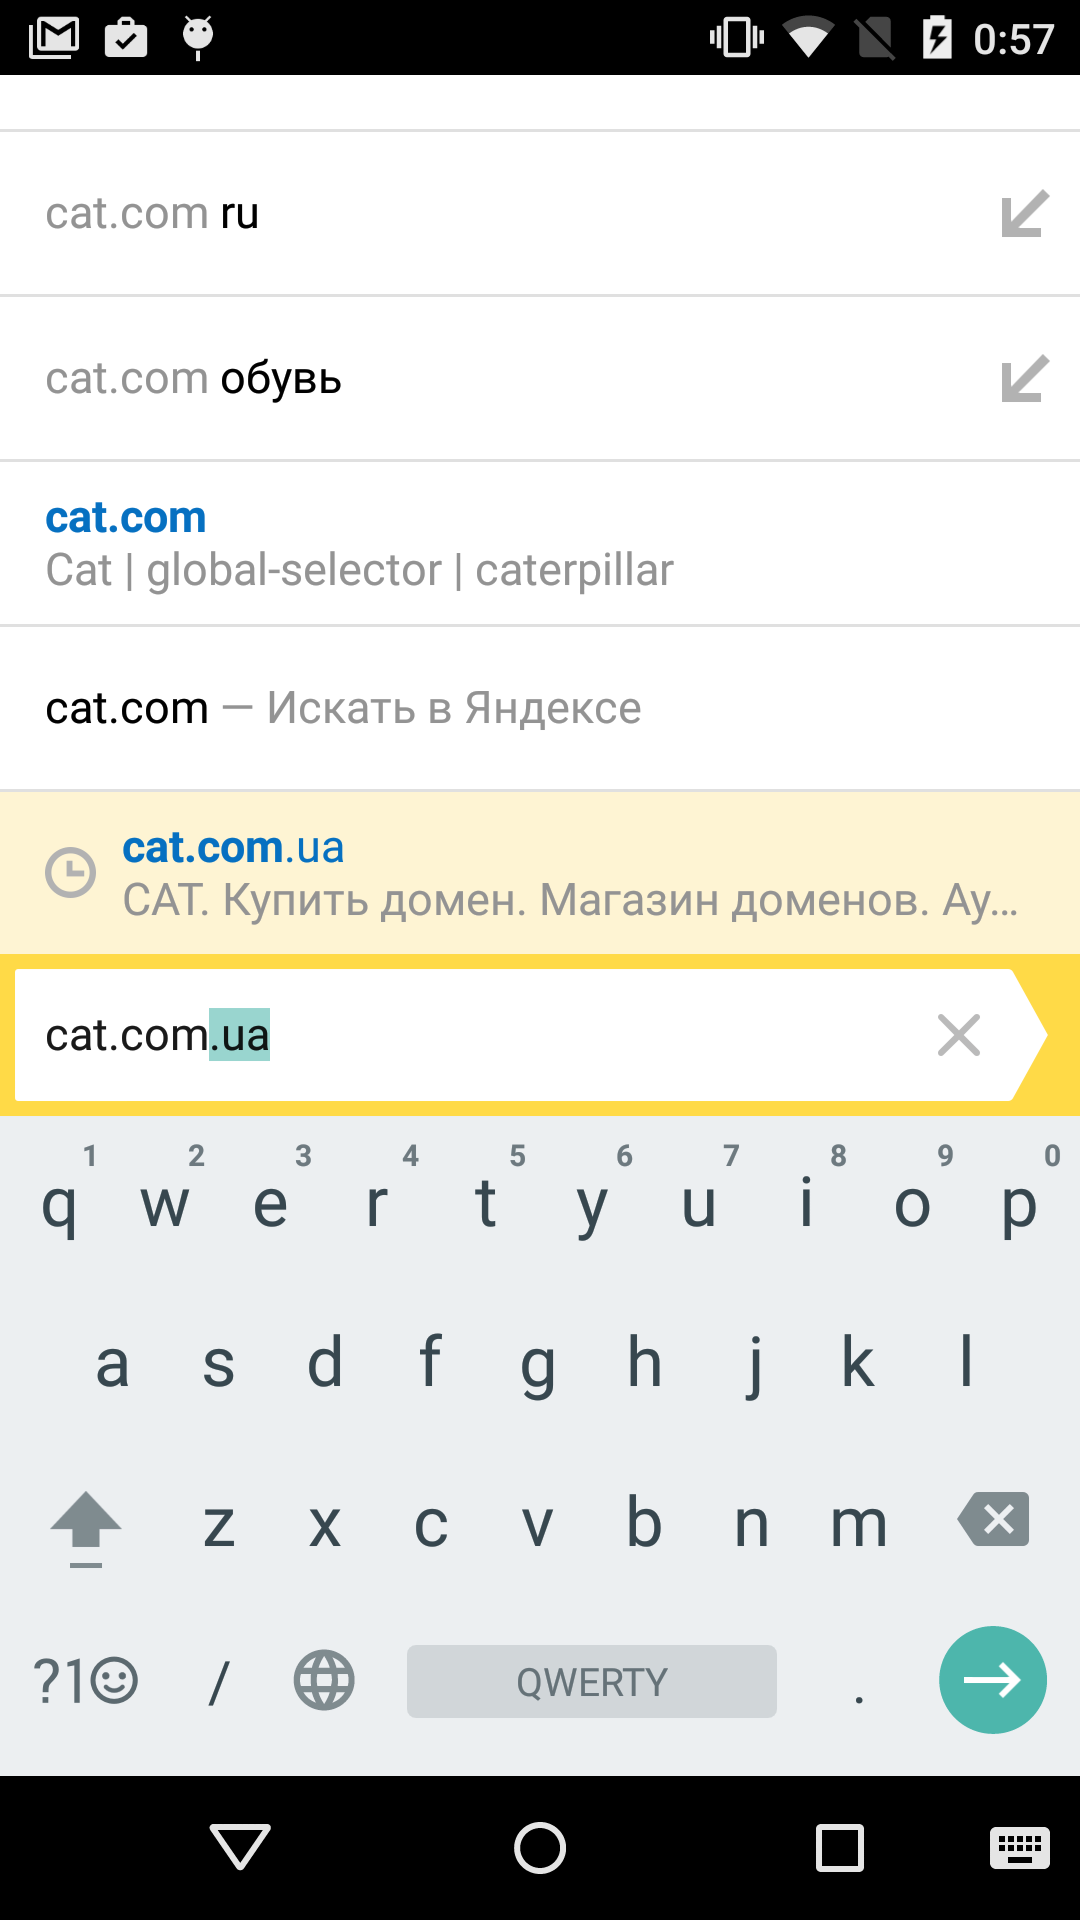 0:57
cat.com ru
cat.com обувь
cat.com
Cat | global-selector | caterpillar
cat.com — Искать в Яндексе
cat.com.ua
CAT. Купить домен. Магазин доменов. Ау...
cat.com.ua
1 2 3 4 5 6 7 8 9 0
q w e r t y u i o p
a s d f g h j k l
z x c v b n m
?1☺ / QWERTY .